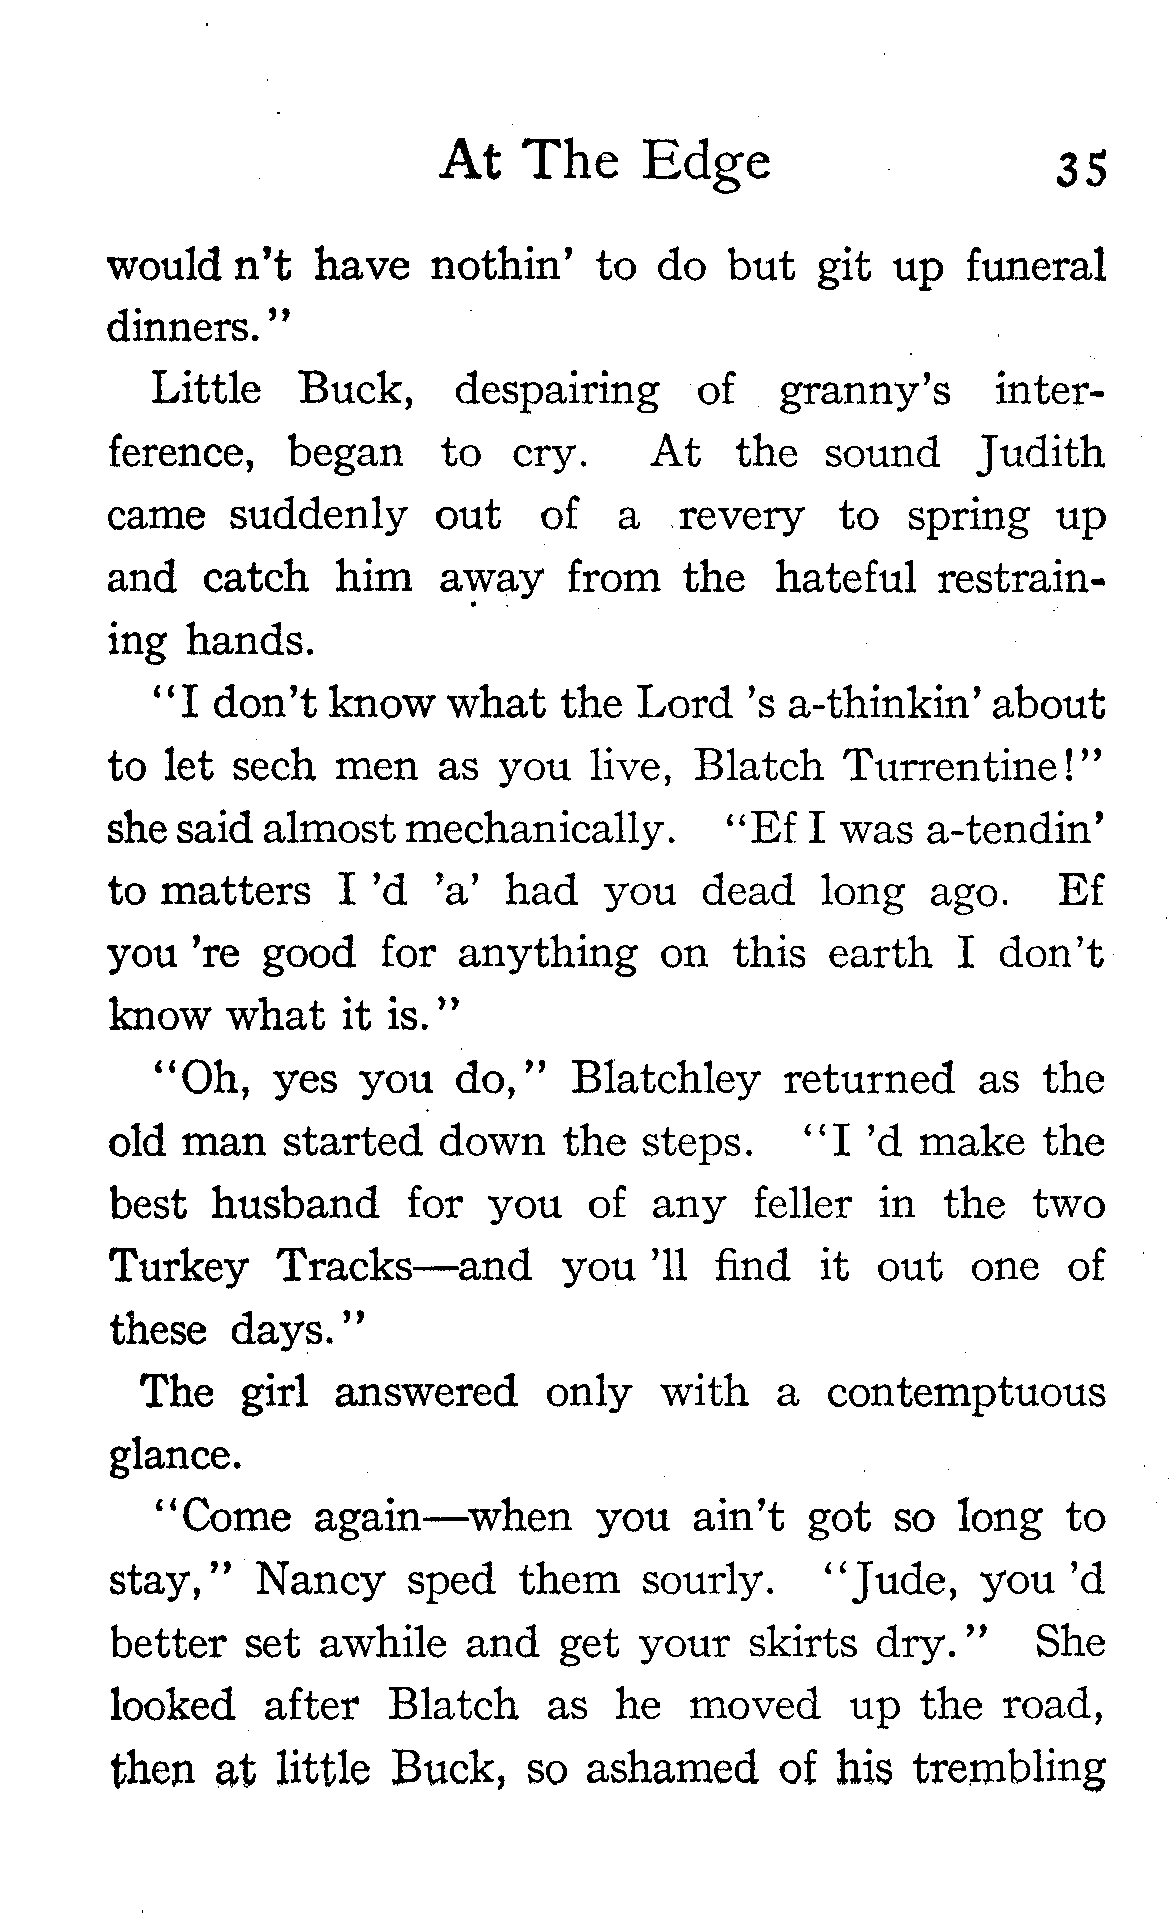 At The Edge 35
would n't have nothin' to do but git up funeral
dinners."
Little Buck, despairing of granny's inter-
ference, began to cry. At the sound Judith
came suddenly out of a revery to spring up
and catch him away from the hateful restrain-
ing hands.
"I don't know what the Lord 's a-thinkin' about
to let sech men as you live, Blatch Turrentine!"
she said almost mechanically. "Ef I was a-tendin'
to matters I 'd 'a' had you dead long ago. Ef
you 're good for anything on this earth I don't
know what it is."
"Oh, yes you do," Blatchley returned as the
old man started down the steps. "I 'd make the
best husband for you of any feller in the two
Turkey Tracks—and you 'll find it out one of
these days."
The girl answered only with a contemptuous
glance.
"Come again—when you ain't got so long to
stay," Nancy sped them sourly. "Jude, you 'd
better set awhile and get your skirts dry." She
looked after Blatch as he moved up the road,
then at little Buck, so ashamed of his trembling